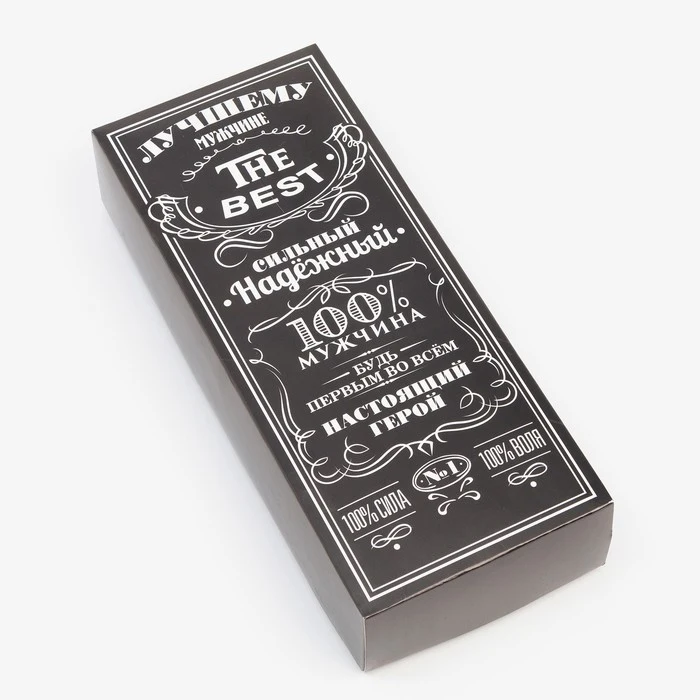 ЛУЧШЕМУ
МУЖЧИНЕ
THE
BEST
сильный
Надёжный
100%
МУЖЧИНА
БУДЬ
ПЕРВЫМ ВО ВСЁМ
НАСТОЯЩИЙ
ГЕРОЙ
100% СИЛА №1 100% ВОЛЯ